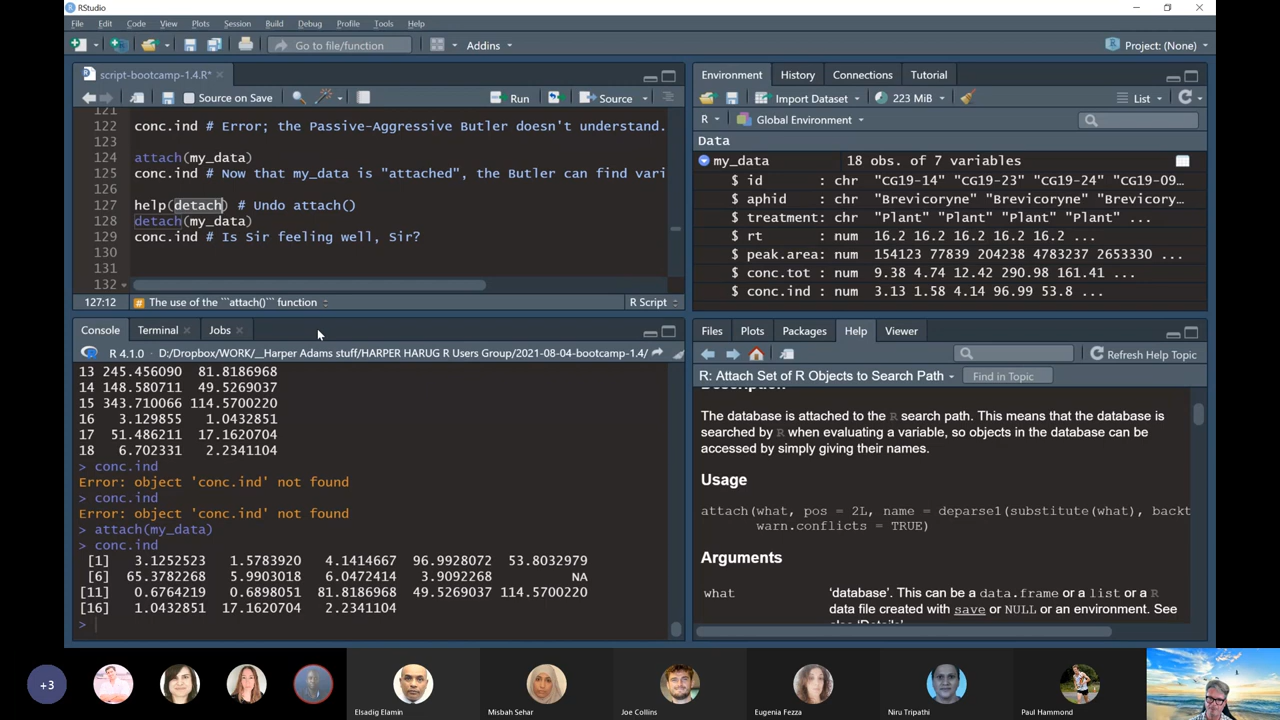 RStudio
File Edit Code View Plots Session Build Debug Profile Tools Help
Go to file/function Addins Project: (None)
script-bootcamp-1.4.R*
Source on Save Run Source
121
122 conc.ind # Error; the Passive-Aggressive Butler doesn't understand.
123
124 attach(my_data)
125 conc.ind # Now that my_data is "attached", the Butler can find vari
126
127 help(detach) # Undo attach()
128 detach(my_data)
129 conc.ind # Is Sir feeling well, Sir?
130
131
132
127:12 The use of the ```attach()``` function R Script
Console Terminal Jobs
R 4.1.0 D:/Dropbox/WORK/__Harper Adams stuff/HARPER HARUG R Users Group/2021-08-04-bootcamp-1.4/
13 245.456090 81.8186968
14 148.580711 49.5269037
15 343.710066 114.5700220
16 3.129855 1.0432851
17 51.486211 17.1620704
18 6.702331 2.2341104
> conc.ind
Error: object 'conc.ind' not found
> conc.ind
Error: object 'conc.ind' not found
> attach(my_data)
> conc.ind
[1] 3.1252523 1.5783920 4.1414667 96.9928072 53.8032979
[6] 65.3782268 5.9903018 6.0472414 3.9092268 NA
[11] 0.6764219 0.6898051 81.8186968 49.5269037 114.5700220
[16] 1.0432851 17.1620704 2.2341104
>
Environment History Connections Tutorial
Import Dataset 223 MiB List
R Global Environment
Data
my_data 18 obs. of 7 variables
$ id : chr "CG19-14" "CG19-23" "CG19-24" "CG19-09…
$ aphid : chr "Brevicoryne" "Brevicoryne" "Brevicoryne"…
$ treatment: chr "Plant" "Plant" "Plant" "Plant" ...
$ rt : num 16.2 16.2 16.2 16.2 16.2 ...
$ peak.area: num 154123 77839 204238 4783237 2653330 ...
$ conc.tot : num 9.38 4.74 12.42 290.98 161.41 ...
$ conc.ind : num 3.13 1.58 4.14 96.99 53.8 ...
Files Plots Packages Help Viewer
Refresh Help Topic
R: Attach Set of R Objects to Search Path Find in Topic
Description
The database is attached to the R search path. This means that the database is
searched by R when evaluating a variable, so objects in the database can be
accessed by simply giving their names.
Usage
attach(what, pos = 2L, name = deparse1(substitute(what), backt
warn.conflicts = TRUE)
Arguments
what 'database'. This can be a data.frame or a list or a R
data file created with save or NULL or an environment. See
also 'Details'.
+3
Elsadig Elamin
Misbah Sehar
Joe Collins
Eugenia Fezza
Niru Tripathi
Paul Hammond